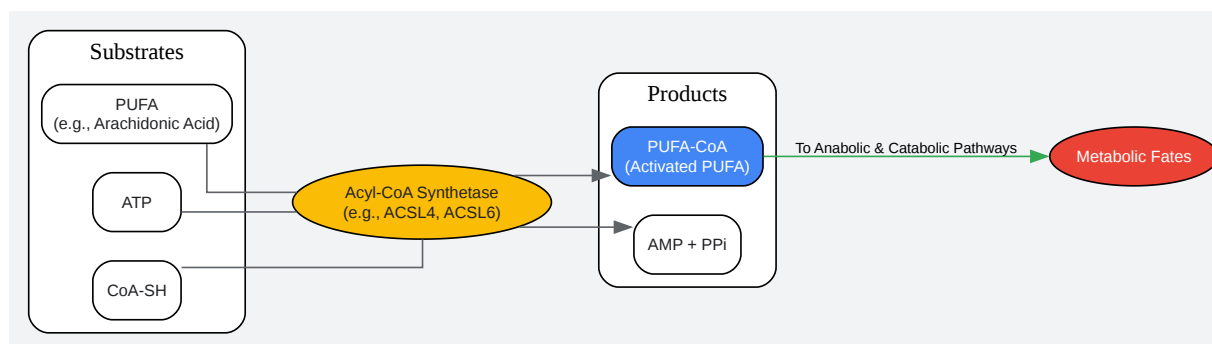 Substrates
PUFA
(e.g., Arachidonic Acid)
ATP
CoA-SH
Acyl-CoA Synthetase
(e.g., ACSL4, ACSL6)
Products
PUFA-CoA
(Activated PUFA)
AMP + PPi
To Anabolic & Catabolic Pathways
Metabolic Fates